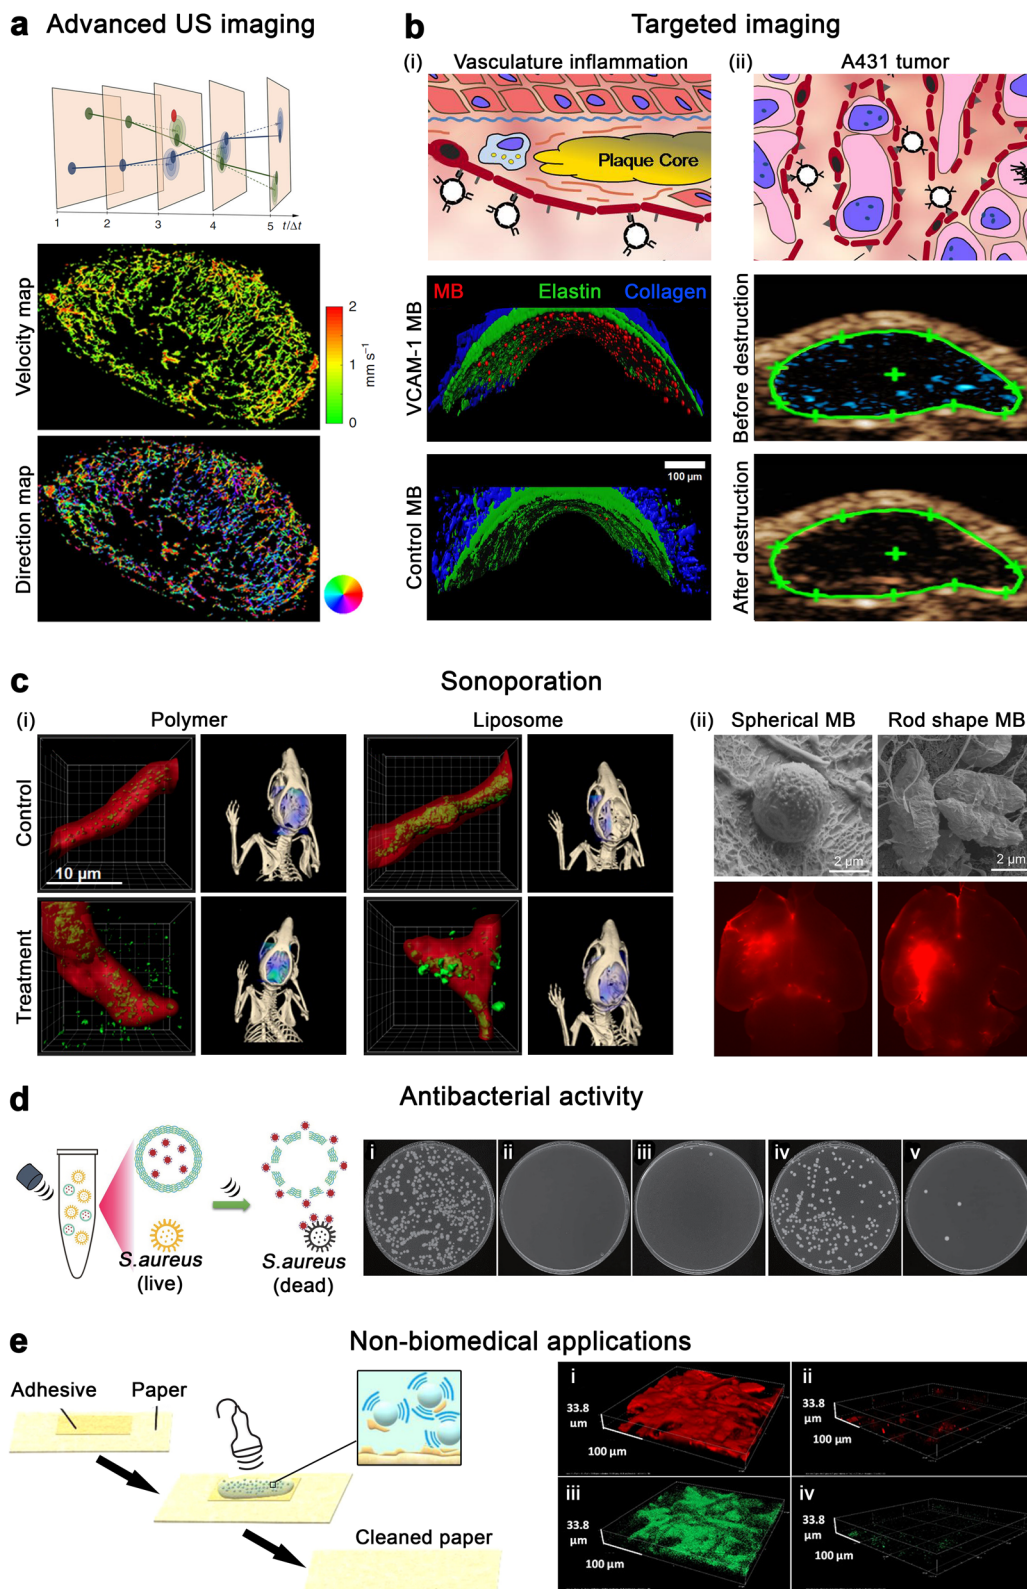 a Advanced US imaging
1 2 3 4 5 t/Δt
Velocity map
2
1
0
mm s⁻¹
Direction map
b Targeted imaging
(i) Vasculature inflammation
Plaque Core
(ii) A431 tumor
VCAM-1 MB
MB Elastin Collagen
Before destruction
Control MB
100 µm
After destruction
c Sonoporation
(i) Polymer Liposome
Control
10 µm
Treatment
(ii) Spherical MB Rod shape MB
2 µm
2 µm
d Antibacterial activity
S.aureus
(live)
S.aureus
(dead)
i ii iii iv v
e Non-biomedical applications
Adhesive Paper
Cleaned paper
i
33.8
µm
100 µm
ii
33.8
µm
100 µm
iii
33.8
µm
100 µm
iv
33.8
µm
100 µm